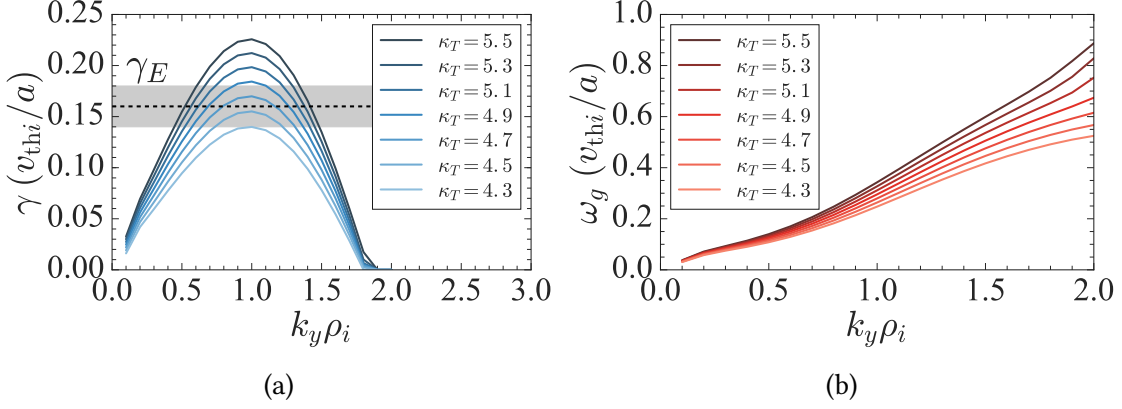 0.25
0.20
0.15
0.10
0.05
0.00
γ (v_thi/a)
γ_E
κ_T = 5.5
κ_T = 5.3
κ_T = 5.1
κ_T = 4.9
κ_T = 4.7
κ_T = 4.5
κ_T = 4.3
0.0 0.5 1.0 1.5 2.0 2.5 3.0
k_yρ_i
(a)
1.0
0.8
0.6
0.4
0.2
0.0
ω_g (v_thi/a)
κ_T = 5.5
κ_T = 5.3
κ_T = 5.1
κ_T = 4.9
κ_T = 4.7
κ_T = 4.5
κ_T = 4.3
0.0 0.5 1.0 1.5 2.0
k_yρ_i
(b)